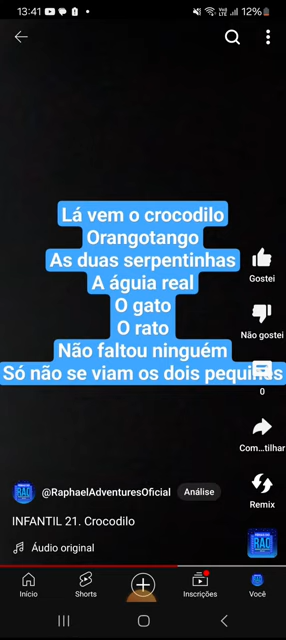 13:41
12%
Lá vem o crocodilo
Orangotango
As duas serpentinhas
A águia real
O gato
O rato
Não faltou ninguém
Só não se viam os dois pequinês
Gostei
Não gostei
0
Com…tilhar
Remix
@RaphaelAdventuresOficial
Análise
INFANTIL 21. Crocodilo
Áudio original
RAO
Início
Shorts
Inscrições
Você